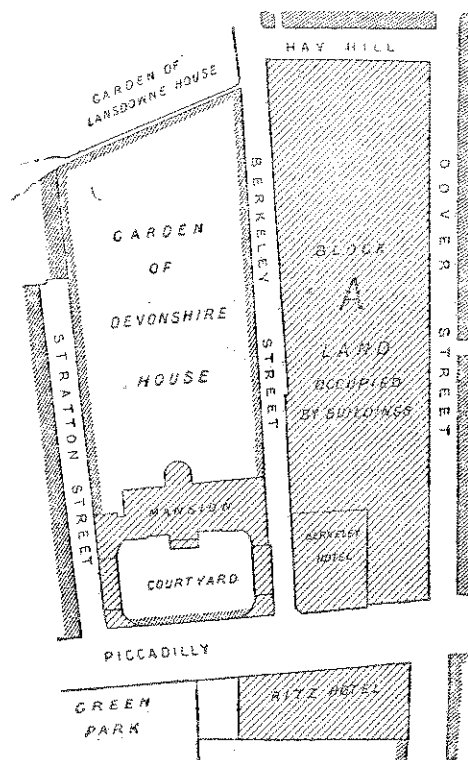 HAY HILL
GARDEN OF
LANSDOWNE HOUSE
BERKELEY STREET
DOVER STREET
GARDEN
OF
DEVONSHIRE
HOUSE
BLOCK
A
LAND
OCCUPIED
BY BUILDINGS
STRATTON STREET
MANSION
COURTYARD
BERKELEY
HOTEL
PICCADILLY
GREEN
PARK
RITZ HOTEL